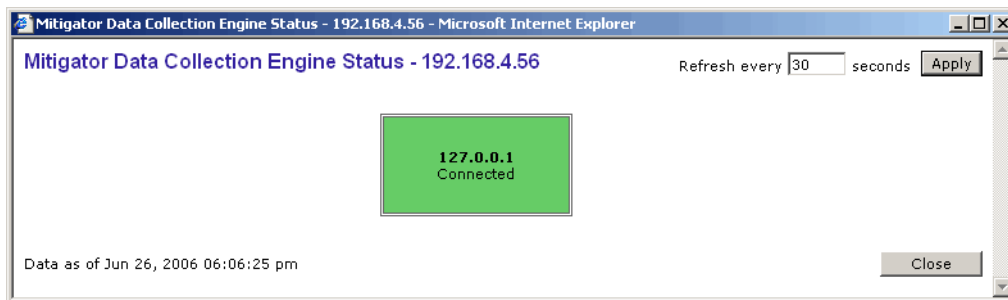 Mitigator Data Collection Engine Status - 192.168.4.56 - Microsoft Internet Explorer
Mitigator Data Collection Engine Status - 192.168.4.56
Refresh every 30 seconds Apply
127.0.0.1
Connected
Data as of Jun 26, 2006 06:06:25 pm
Close